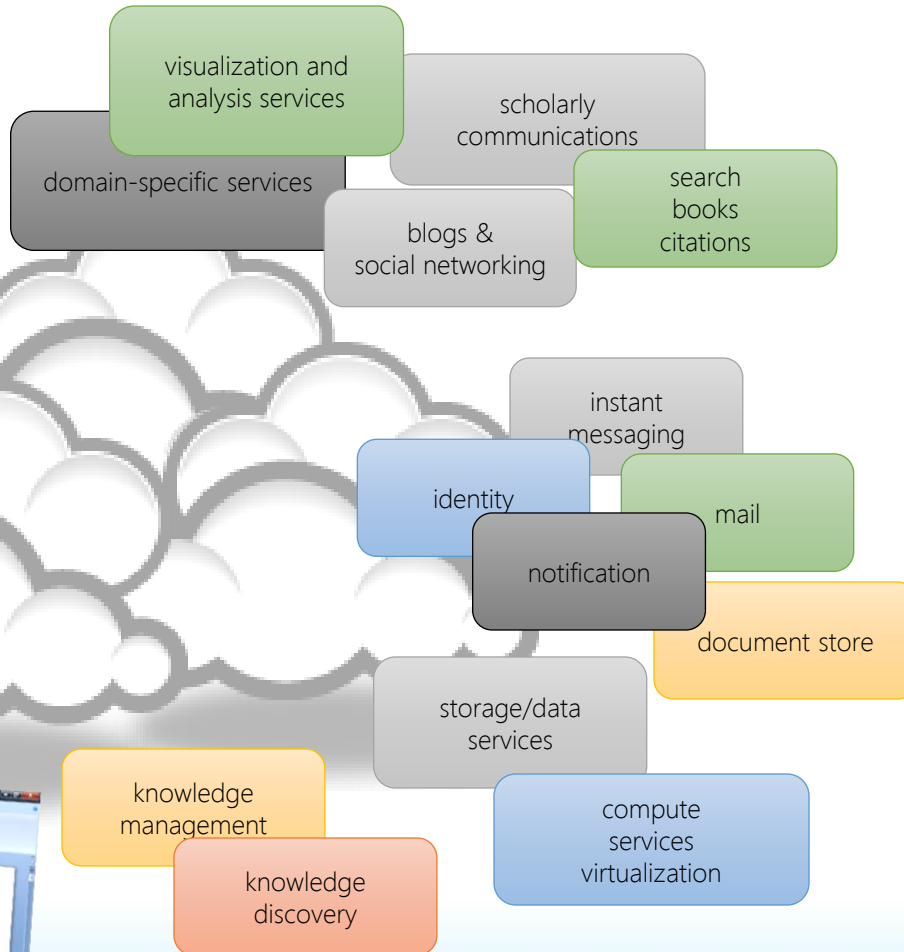 visualization and
analysis services
scholarly
communications
domain-specific services
search
books
citations
blogs &
social networking
instant
messaging
identity
mail
notification
document store
storage/data
services
knowledge
management
compute
services
virtualization
knowledge
discovery